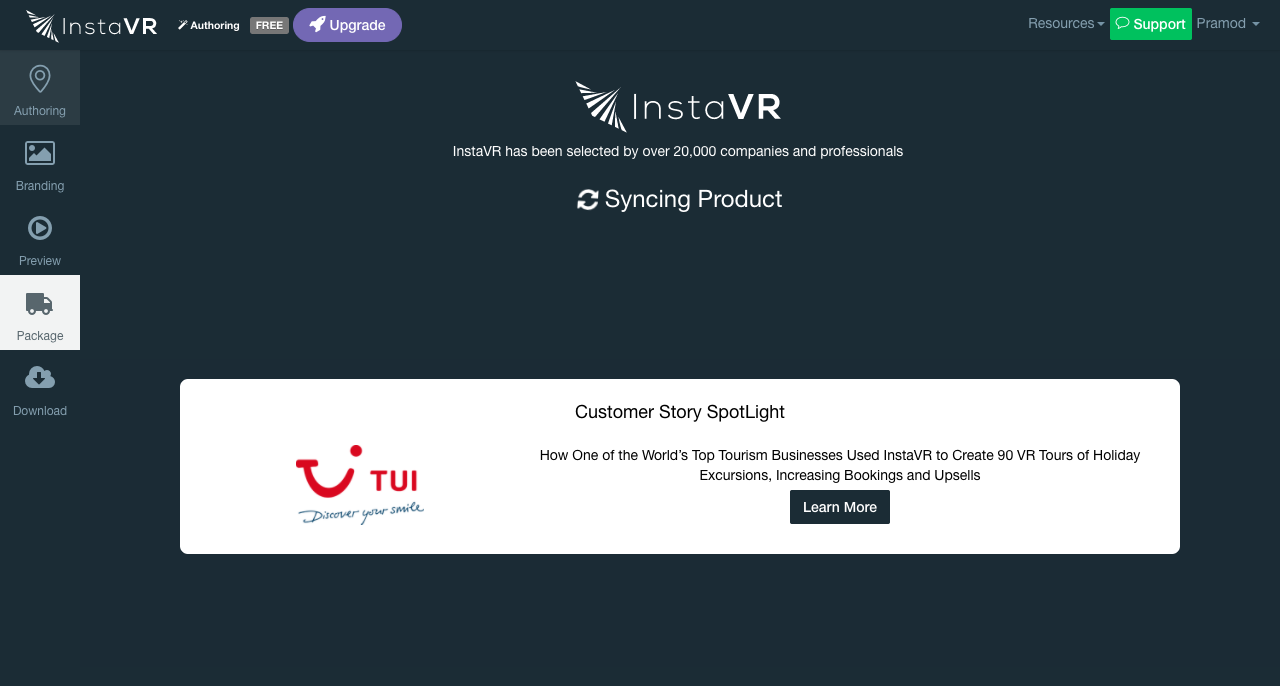 InstaVR
Authoring
FREE
Upgrade
Resources
Support
Pramod
Authoring
Branding
Preview
Package
Download
InstaVR
InstaVR has been selected by over 20,000 companies and professionals
Syncing Product
Customer Story SpotLight
TUI
Discover your smile
How One of the World’s Top Tourism Businesses Used InstaVR to Create 90 VR Tours of Holiday
Excursions, Increasing Bookings and Upsells
Learn More